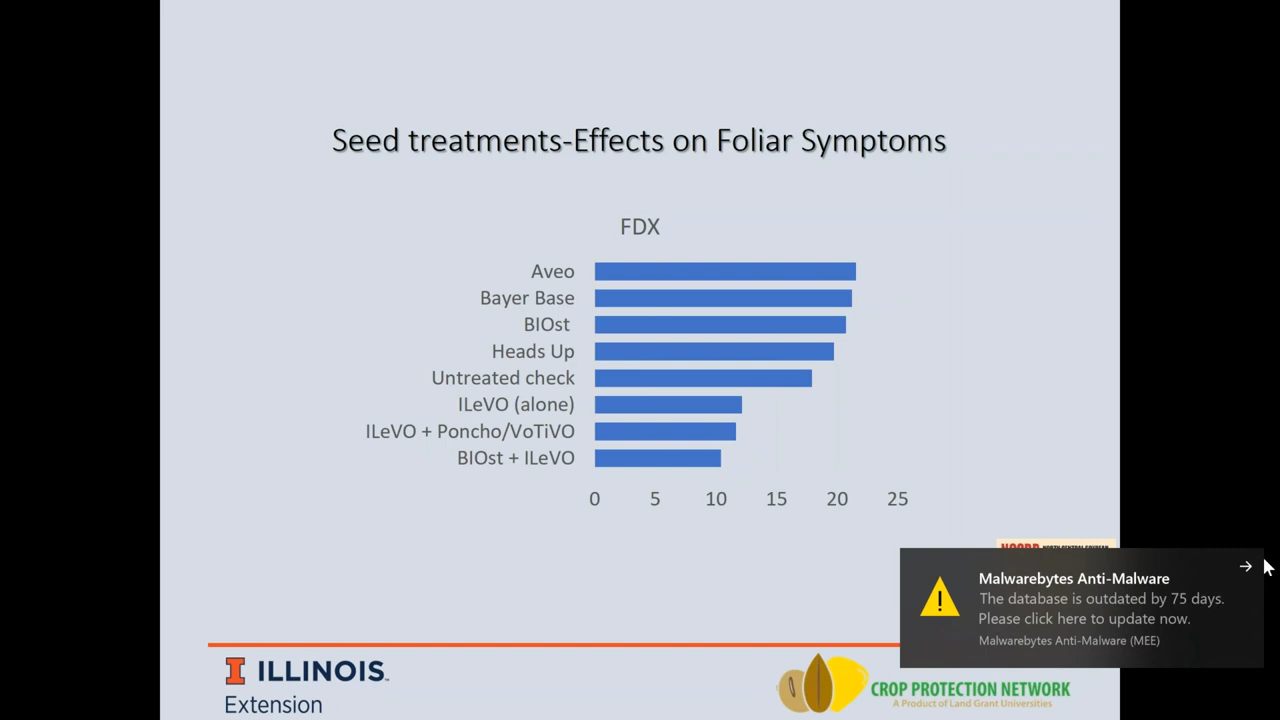 Seed treatments-Effects on Foliar Symptoms
FDX
Aveo
Bayer Base
BIOst
Heads Up
Untreated check
ILeVO (alone)
ILeVO + Poncho/VoTiVO
BIOst + ILeVO
0 5 10 15 20 25
Malwarebytes Anti-Malware
The database is outdated by 75 days.
Please click here to update now.
Malwarebytes Anti-Malware (MEE)
I ILLINOIS
Extension
CROP PROTECTION NETWORK
A Product of Land Grant Universities